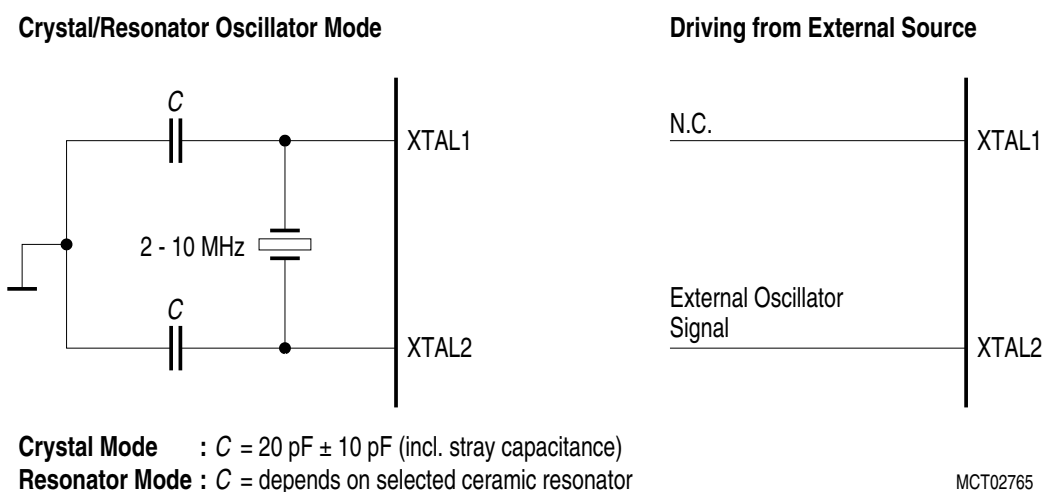 Crystal/Resonator Oscillator Mode
Driving from External Source
C
XTAL1
N.C.
XTAL1
2 - 10 MHz
C
XTAL2
External Oscillator
Signal
XTAL2
Crystal Mode : C = 20 pF ± 10 pF (incl. stray capacitance)
Resonator Mode : C = depends on selected ceramic resonator
MCT02765